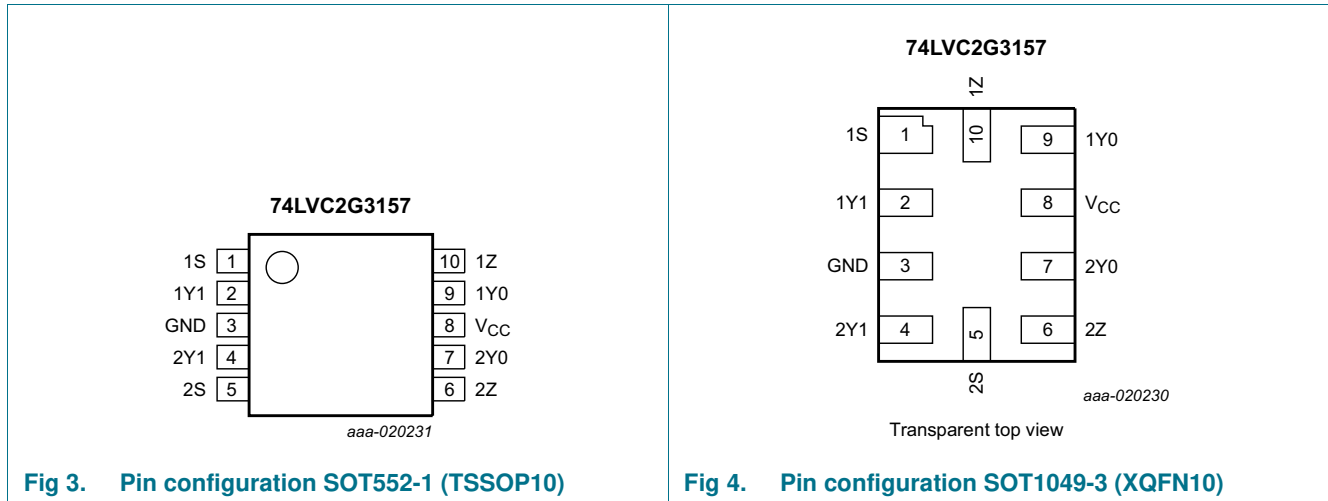 74LVC2G3157
1S 1 10 1Z
1Y1 2 9 1Y0
GND 3 8 VCC
2Y1 4 7 2Y0
2S 5 6 2Z
aaa-020231
Fig 3. Pin configuration SOT552-1 (TSSOP10)
74LVC2G3157
1Z
1S 1 10 9 1Y0
1Y1 2 8 VCC
GND 3 7 2Y0
2Y1 4 5 6 2Z
2S
aaa-020230
Transparent top view
Fig 4. Pin configuration SOT1049-3 (XQFN10)